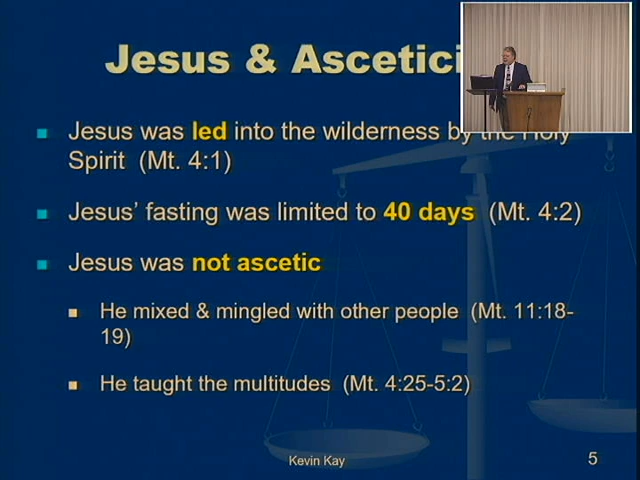 Jesus & Ascetici
Jesus was led into the wilderness by the Holy
Spirit (Mt. 4:1)
Jesus' fasting was limited to 40 days (Mt. 4:2)
Jesus was not ascetic
He mixed & mingled with other people (Mt. 11:18-
19)
He taught the multitudes (Mt. 4:25-5:2)
Kevin Kay
5